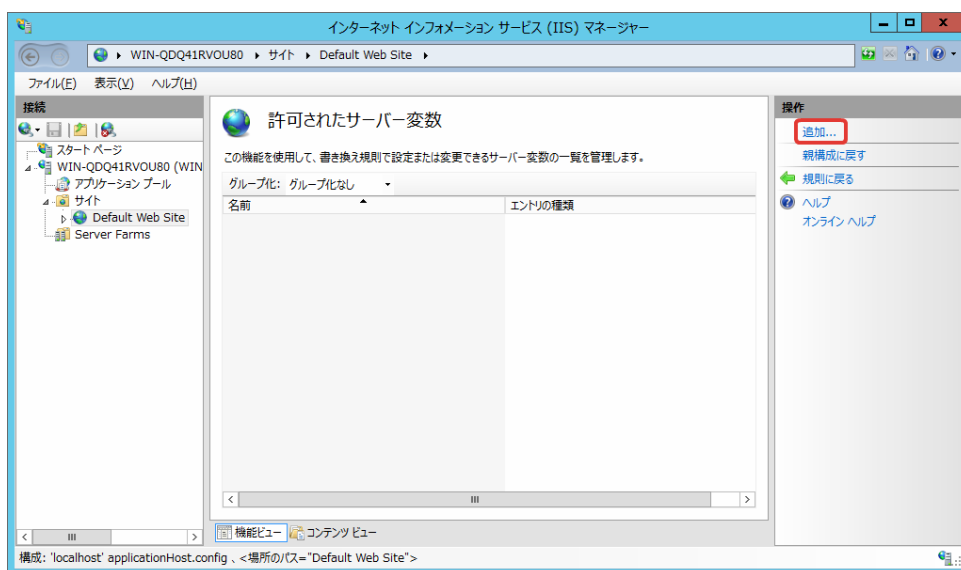 インターネット インフォメーション サービス (IIS) マネージャー
WIN-QDQ41RVOU80 サイト Default Web Site
ファイル(F) 表示(V) ヘルプ(H)
接続
スタート ページ
WIN-QDQ41RVOU80 (WIN
アプリケーション プール
サイト
Default Web Site
Server Farms
許可されたサーバー変数
この機能を使用して、書き換え規則で設定または変更できるサーバー変数の一覧を管理します。
グループ化: グループ化なし
名前 エントリの種類
機能ビュー コンテンツ ビュー
操作
追加...
親構成に戻す
規則に戻る
ヘルプ
オンライン ヘルプ
構成: 'localhost' applicationHost.config 、<場所のパス="Default Web Site">